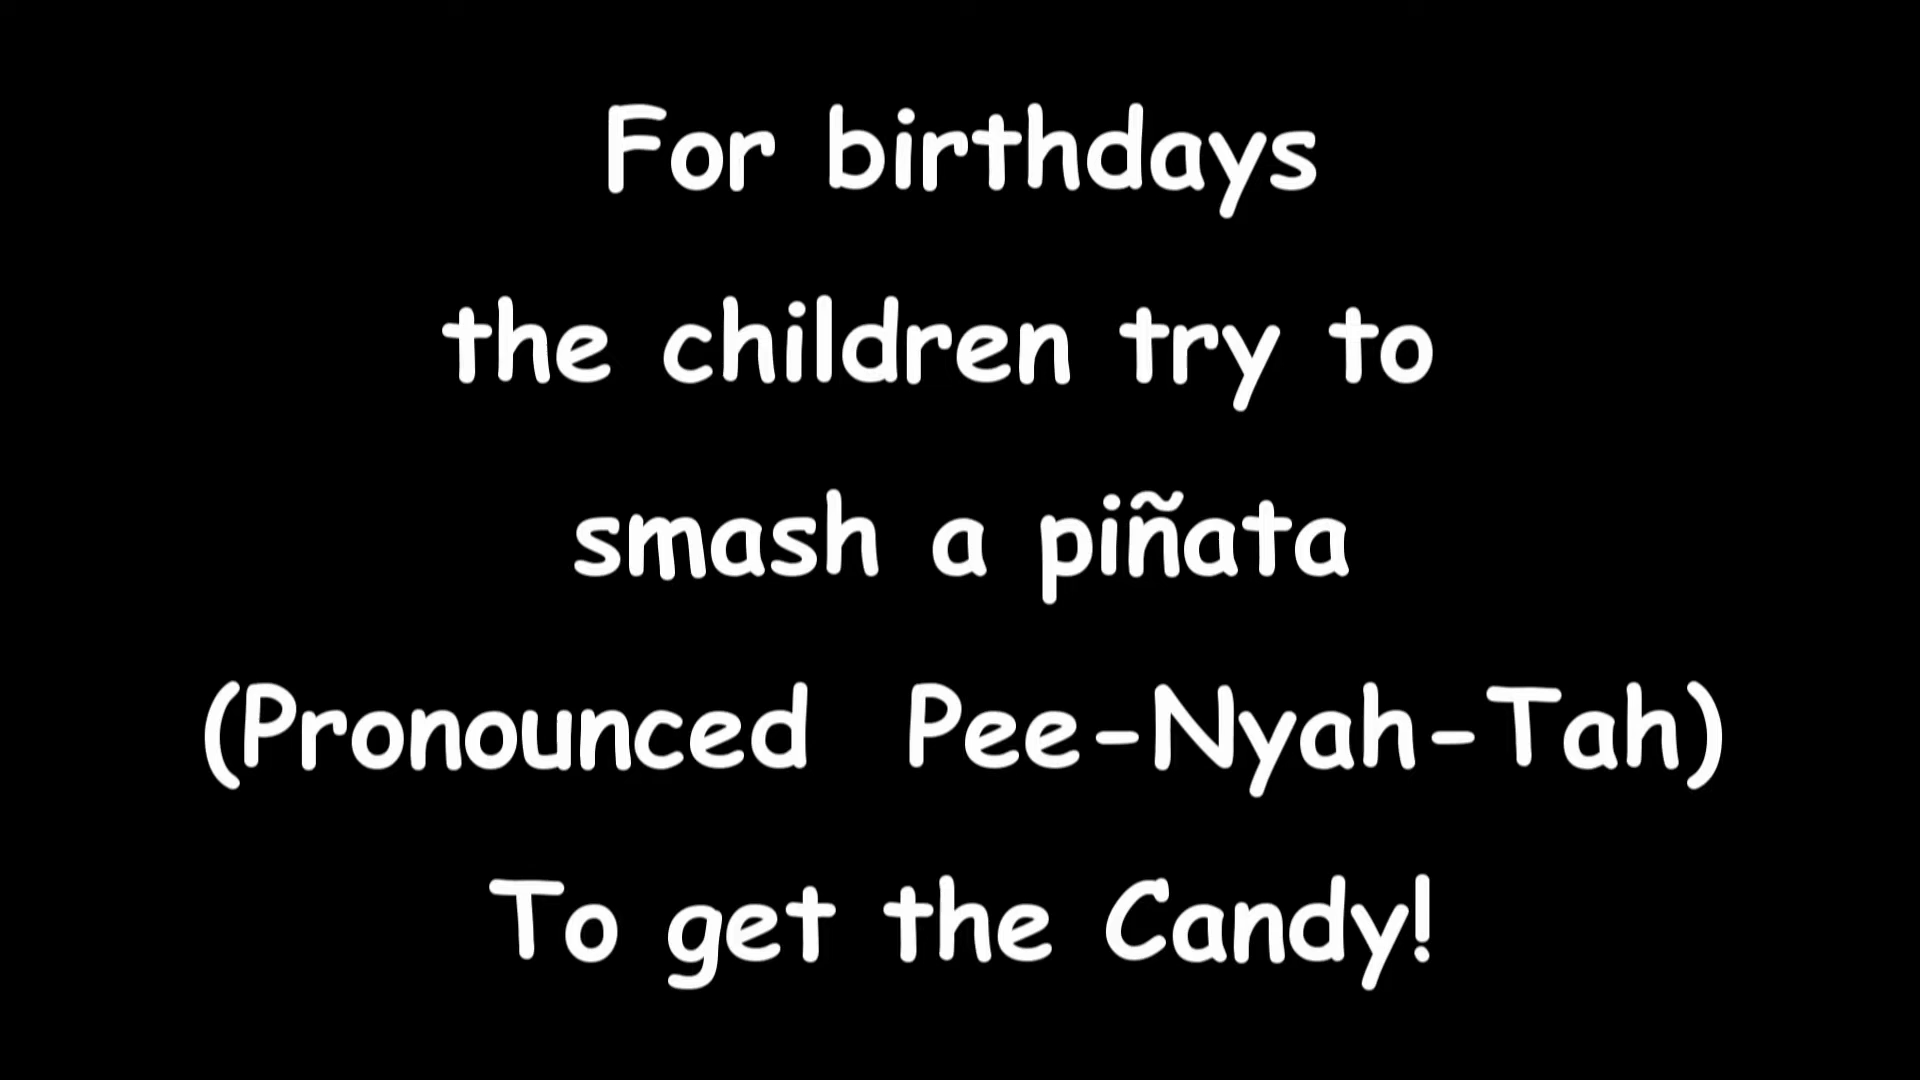 For birthdays
the children try to
smash a piñata
(Pronounced  Pee-Nyah-Tah)
To get the Candy!